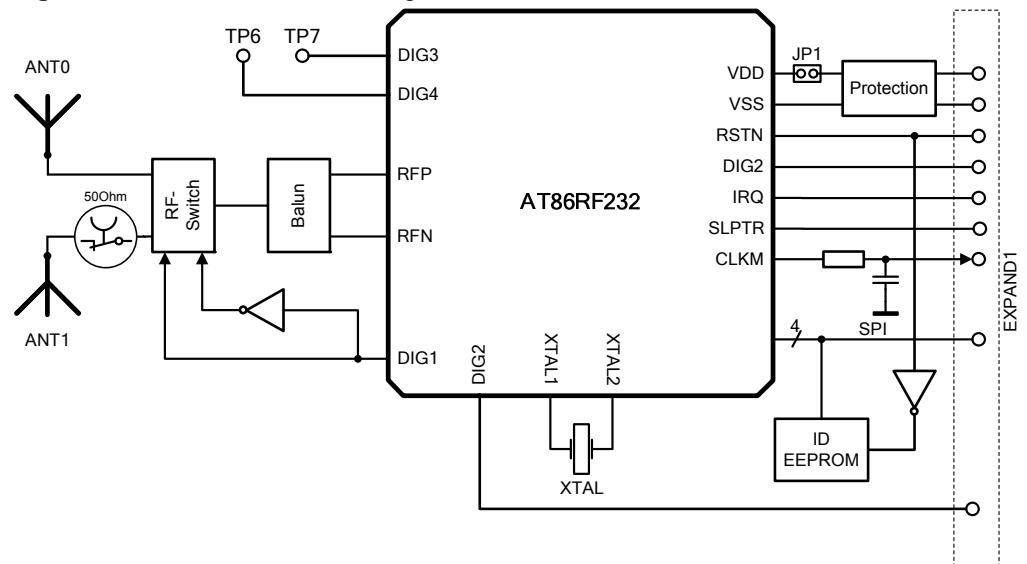 TP6
TP7
ANT0
DIG3
DIG4
RFP
RFN
DIG1
RF-
Switch
Balun
50Ohm
ANT1
AT86RF232
VDD
VSS
RSTN
DIG2
IRQ
SLPTR
CLKM
JP1
Protection
EXPAND1
4
SPI
DIG2
XTAL1
XTAL2
XTAL
ID
EEPROM